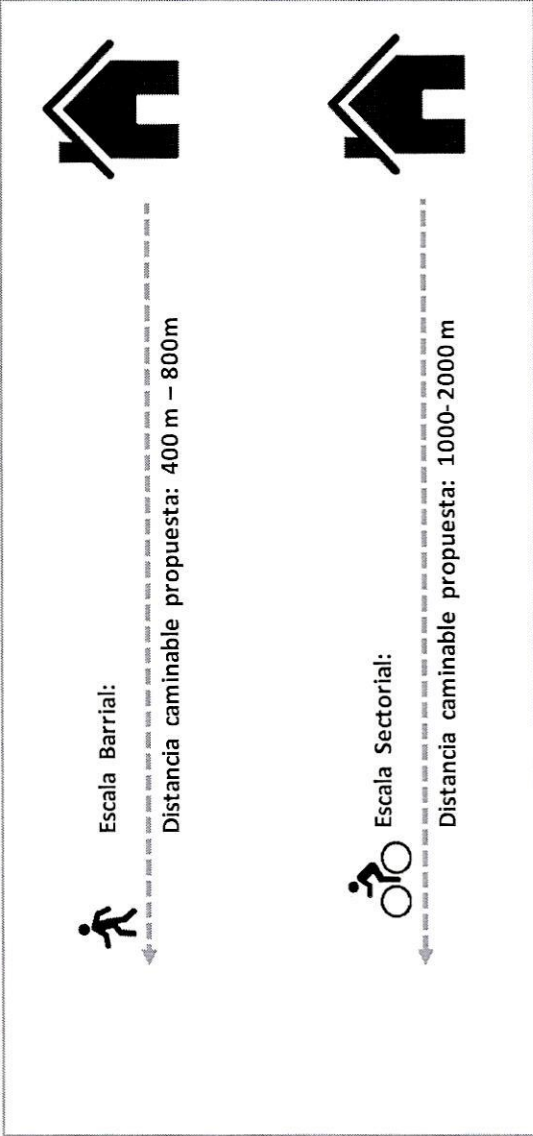 Escala Barrial:
Distancia caminable propuesta: 400 m – 800m
Escala Sectorial:
Distancia caminable propuesta: 1000-2000 m